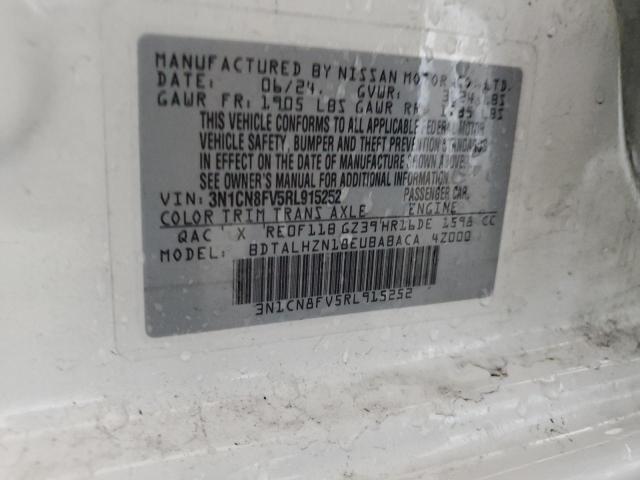 MANUFACTURED BY NISSAN MOTOR CO. LTD.
DATE: 06/24. GVWR: LBS
GAWR FR: 1905 LBS GAWR RR: LBS
THIS VEHICLE CONFORMS TO ALL APPLICABLE FEDERAL MOTOR
VEHICLE SAFETY, BUMPER AND THEFT PREVENTION STANDARDS
IN EFFECT ON THE DATE OF MANUFACTURE SHOWN ABOVE.
SEE OWNER'S MANUAL FOR ADDITIONAL INFORMATION
VIN: 3N1CN8FV5RL915252 PASSENGER CAR.
COLOR TRIM TRANS AXLE ENGINE
QAC X RE0F11B GZ39 HR16DE 1598 CC
MODEL: BDTALHZN18EUBABACA 4Z000
3N1CN8FV5RL915252